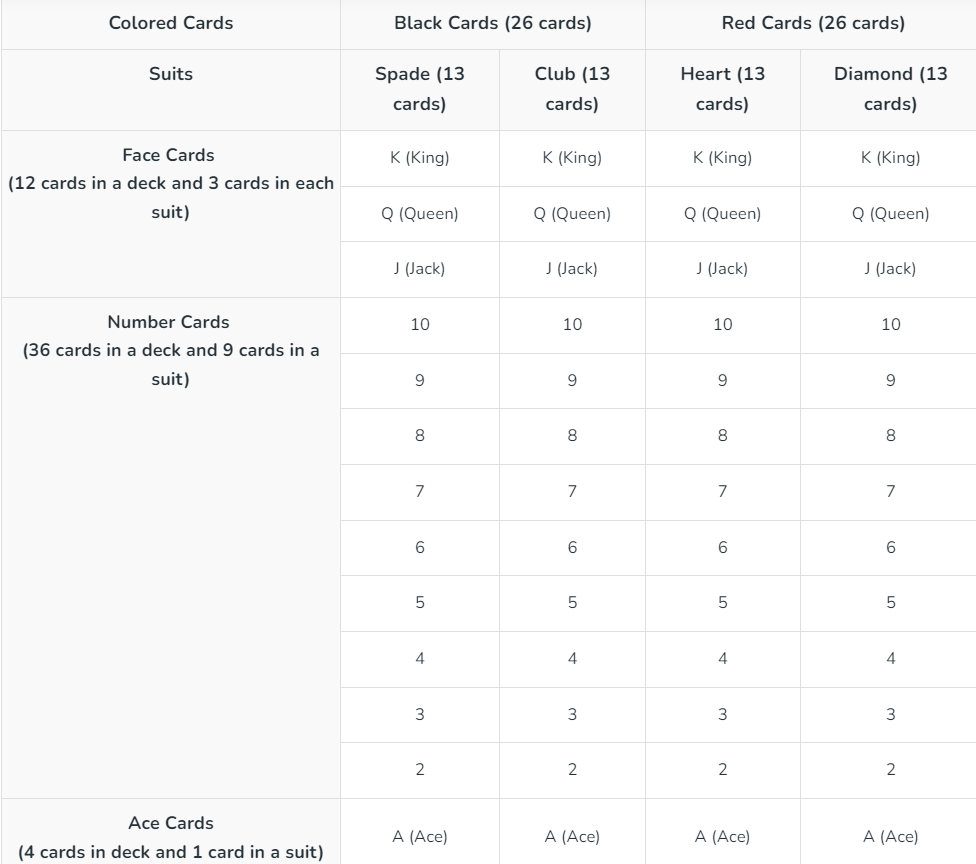 Colored Cards Black Cards (26 cards) Red Cards (26 cards)
Suits Spade (13 Club (13 Heart (13 Diamond (13
cards) cards) cards) cards)
Face Cards K (King) K (King) K (King) K (King)
(12 cards in a deck and 3 cards in each
suit) Q (Queen) Q (Queen) Q (Queen) Q (Queen)
J (Jack) J (Jack) J (Jack) J (Jack)
Number Cards 10 10 10 10
(36 cards in a deck and 9 cards in a
suit) 9 9 9 9
8 8 8 8
7 7 7 7
6 6 6 6
5 5 5 5
4 4 4 4
3 3 3 3
2 2 2 2
Ace Cards A (Ace) A (Ace) A (Ace) A (Ace)
(4 cards in deck and 1 card in a suit)